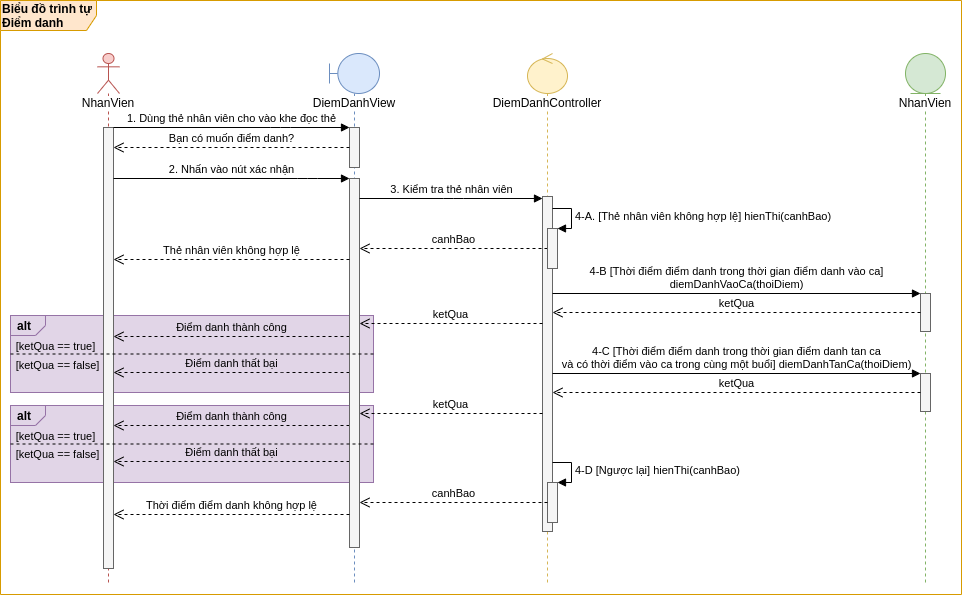 Biểu đồ trình tự
Điểm danh
NhanVien
DiemDanhView
DiemDanhController
NhanVien
1. Dùng thẻ nhân viên cho vào khe đọc thẻ
Bạn có muốn điểm danh?
2. Nhấn vào nút xác nhận
3. Kiểm tra thẻ nhân viên
4-A. [Thẻ nhân viên không hợp lệ] hienThi(canhBao)
canhBao
Thẻ nhân viên không hợp lê
4-B [Thời điểm điểm danh trong thời gian điểm danh vào ca]
diemDanhVaoCa(thoiDiem)
ketQua
ketQua
alt
Điểm danh thành công
[ketQua == true]
[ketQua == false]
Điểm danh thất bại
4-C [Thời điểm điểm danh trong thời gian điểm danh tan ca
và có thời điểm vào ca trong cùng một buổi] diemDanhTanCa(thoiDiem)
ketQua
ketQua
alt
Điểm danh thành công
[ketQua == true]
[ketQua == false]
Điểm danh thất bại
4-D [Ngược lại] hienThi(canhBao)
canhBao
Thời điểm điểm danh không hợp lệ